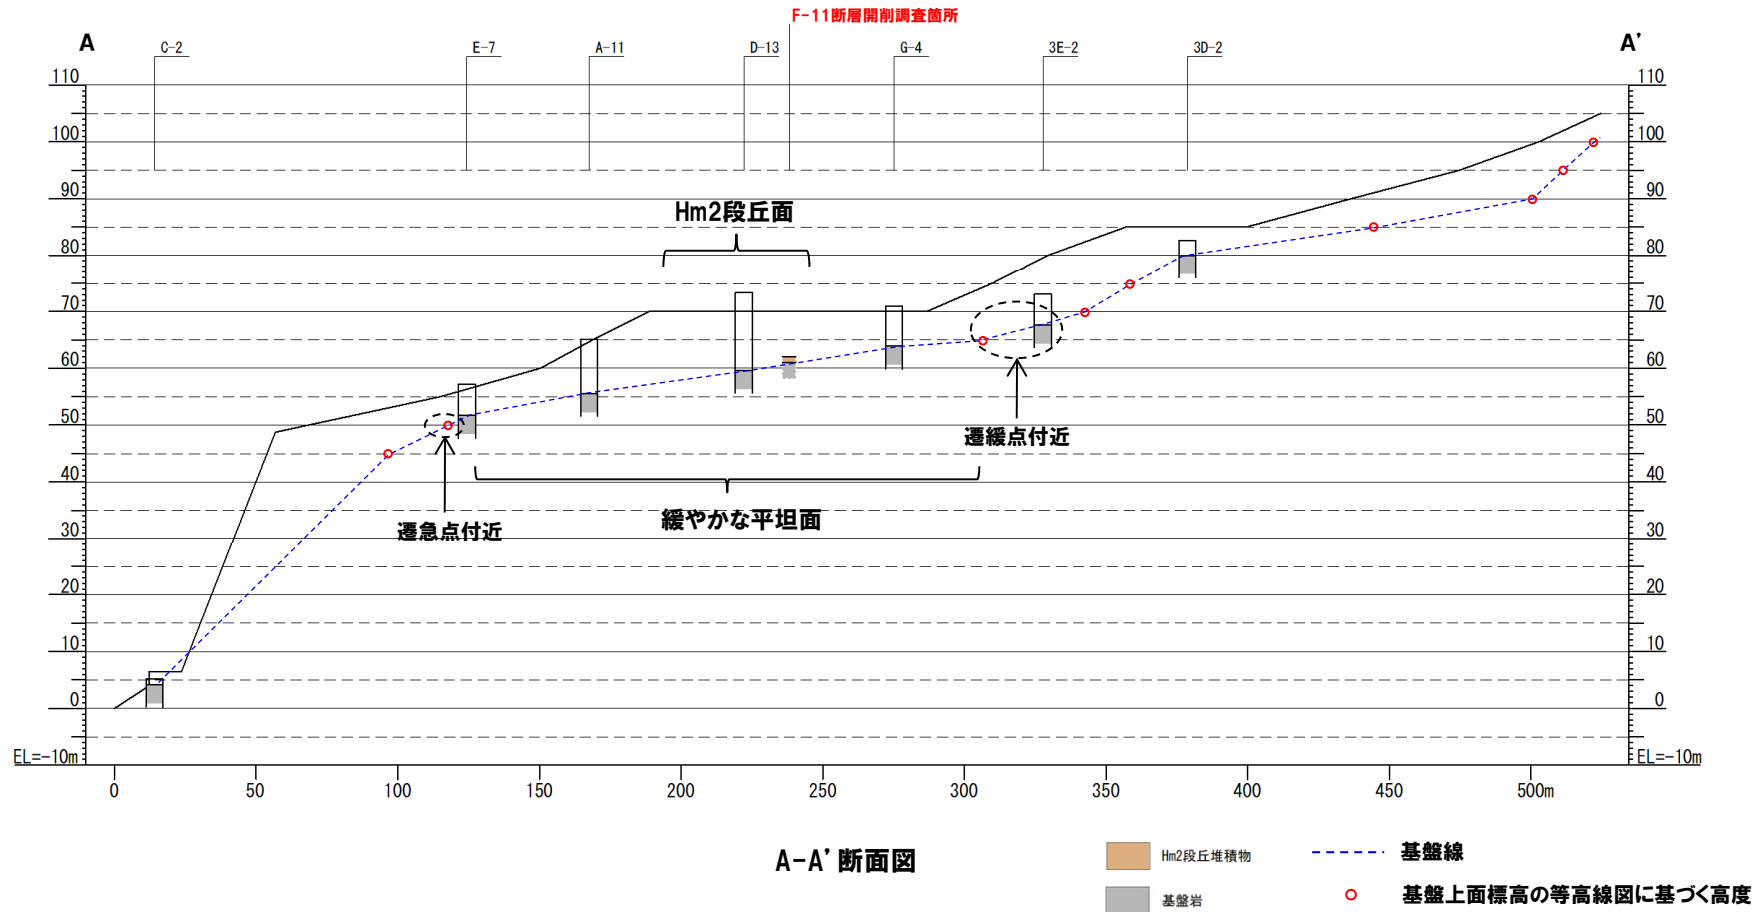 F-11断層開削調査箇所
A
A'
C-2
E-7
A-11
D-13
G-4
3E-2
3D-2
110
110
100
100
90
90
Hm2段丘面
80
80
70
70
60
60
遷緩点付近
50
50
40
40
緩やかな平坦面
遷急点付近
30
30
20
20
10
10
0
0
EL=-10m
EL=-10m
0
50
100
150
200
250
300
350
400
450
500m
A-A'断面図
Hm2段丘堆積物
基盤線
基盤岩
基盤上面標高の等高線図に基づく高度